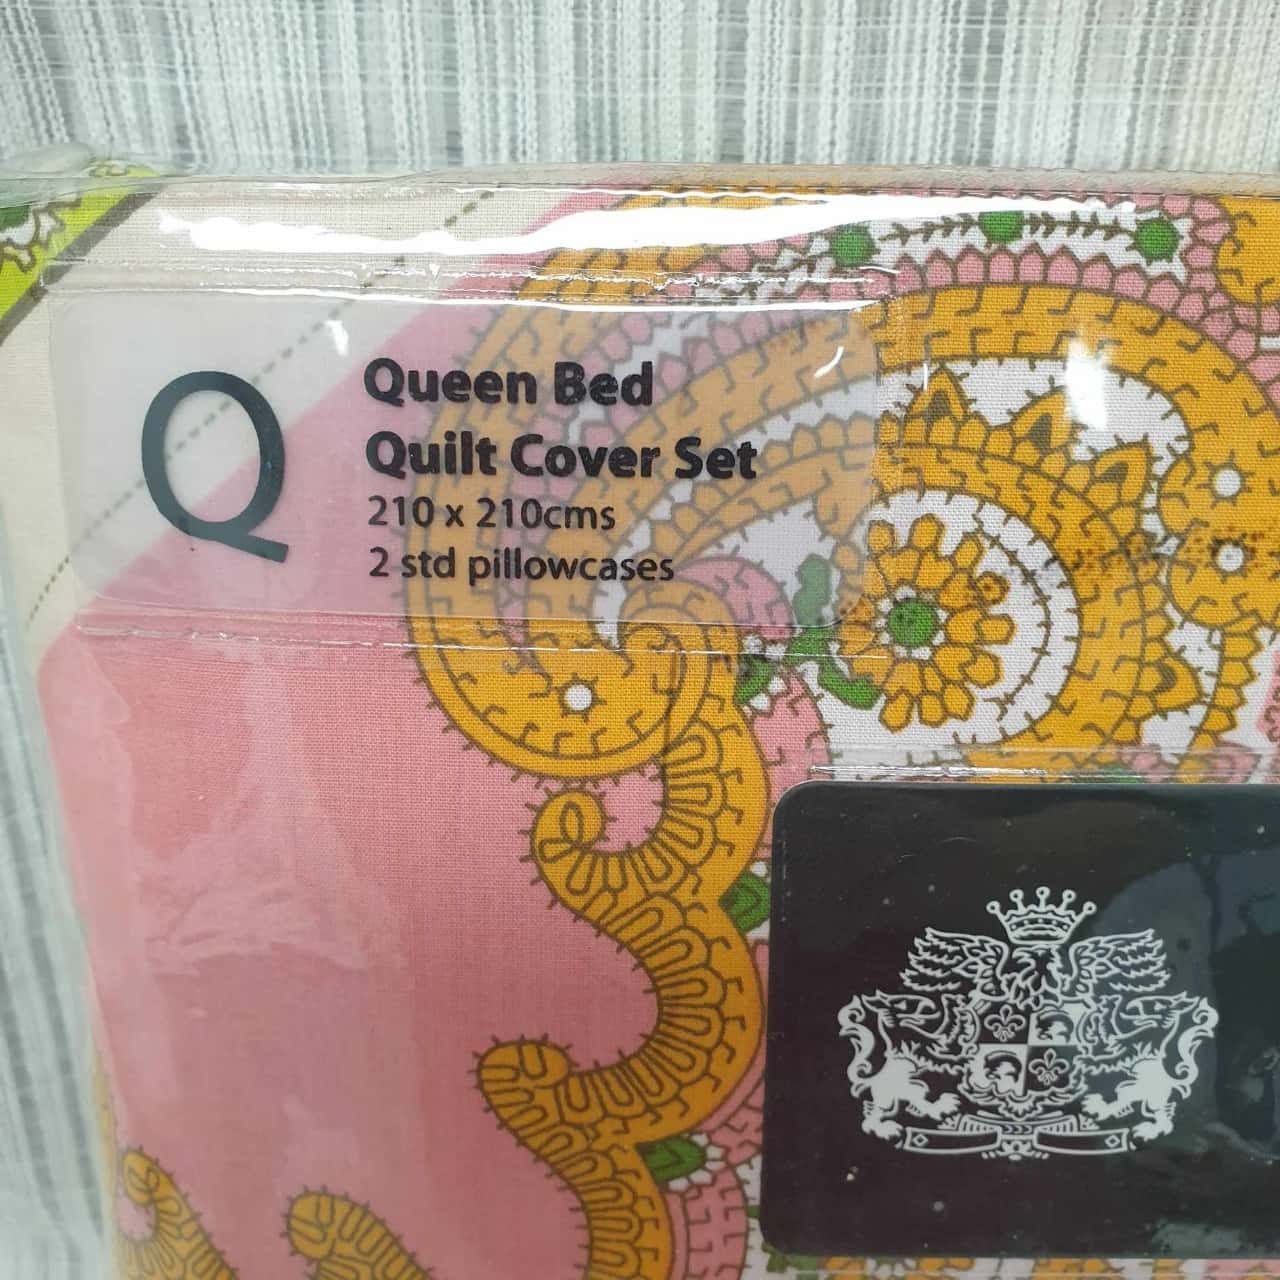 Q
Queen Bed
Quilt Cover Set
210 x 210cms
2 std pillowcases